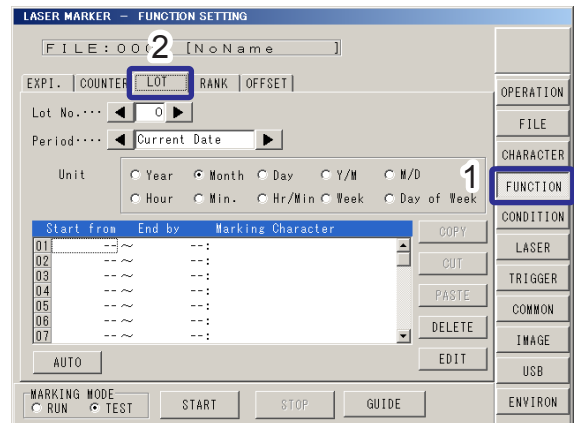 LASER MARKER – FUNCTION SETTING
FILE:000 [NoName ]
2
EXPI. COUNTER LOT RANK OFFSET
Lot No.··· 0
Period···· Current Date
Unit
Year Month Day Y/M M/D
Hour Min. Hr/Min Week Day of Week
Start from End by Marking Character
01 -- ~ --:
02 -- ~ --:
03 -- ~ --:
04 -- ~ --:
05 -- ~ --:
06 -- ~ --:
07 -- ~ --:
COPY
CUT
PASTE
DELETE
EDIT
AUTO
MARKING MODE
RUN TEST
START
STOP
GUIDE
OPERATION
FILE
CHARACTER
1
FUNCTION
CONDITION
LASER
TRIGGER
COMMON
IMAGE
USB
ENVIRON